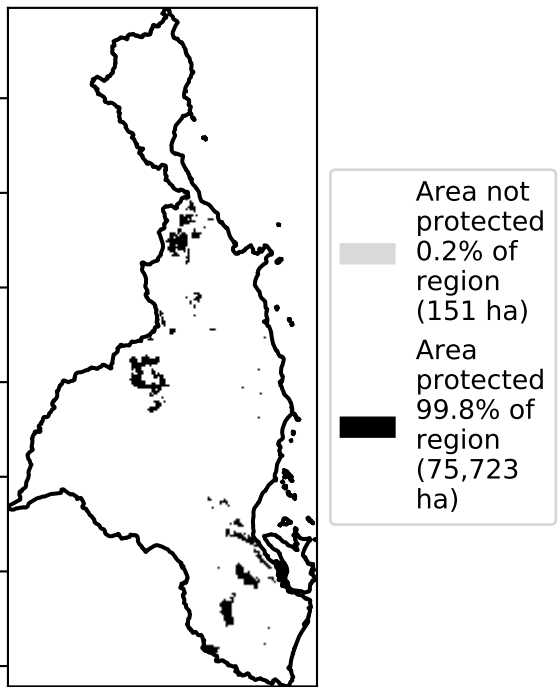 Area not
protected
0.2% of
region
(151 ha)
Area
protected
99.8% of
region
(75,723
ha)